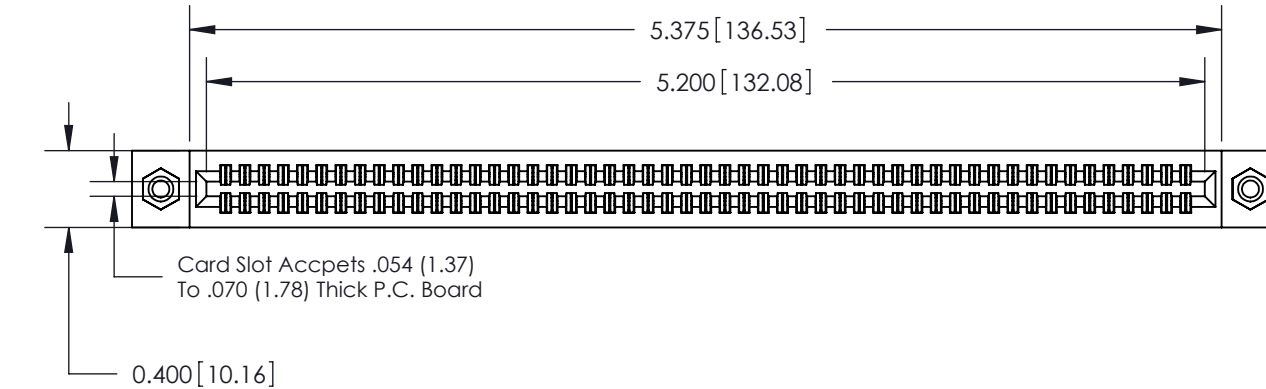 5.375[136.53]
5.200[132.08]
Card Slot Accpets .054 (1.37)
To .070 (1.78) Thick P.C. Board
0.400[10.16]